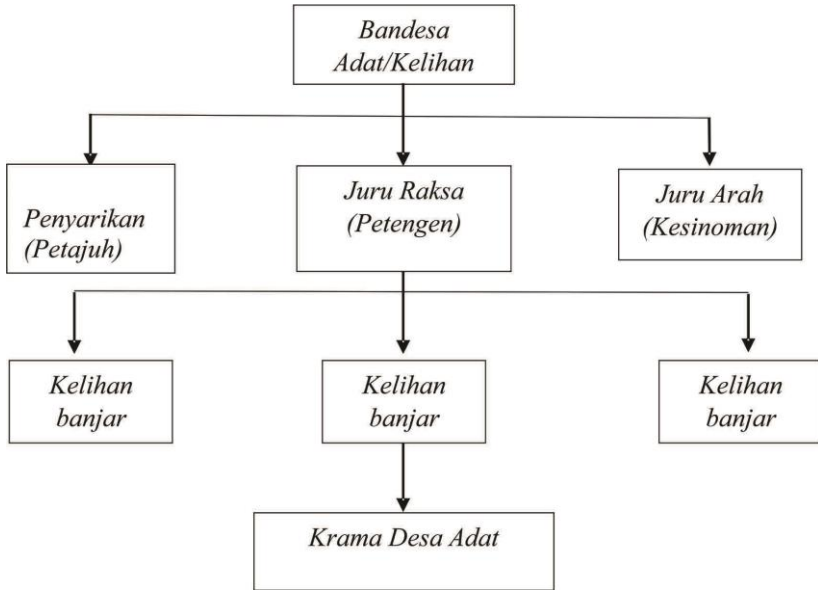 Bandesa
Adat/Kelihan
Penyarikan
(Petajuh)
Juru Raksa
(Petengen)
Juru Arah
(Kesinoman)
Kelihan
banjar
Kelihan
banjar
Kelihan
banjar
Krama Desa Adat